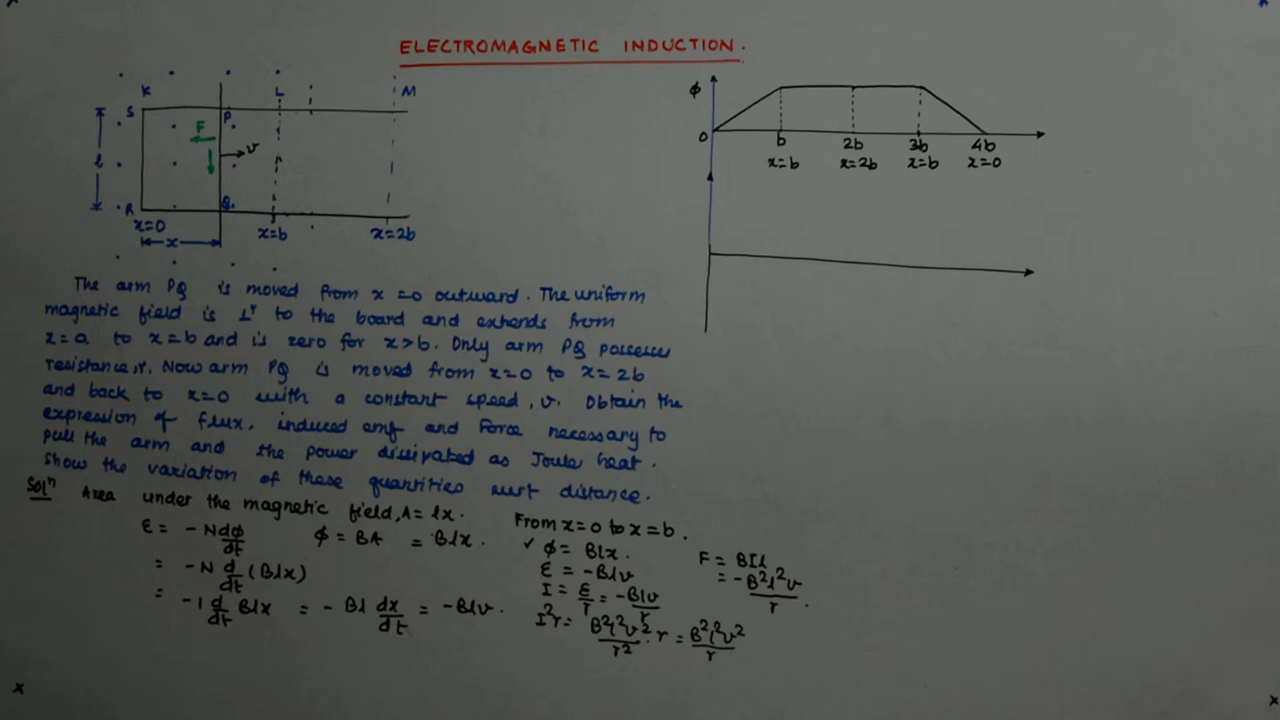 ELECTROMAGNETIC INDUCTION.
K L M
S P
F
v
l
R Q
x=0 x=b x=2b
x
ϕ
0 b 2b 3b 4b
x=b x=2b x=b x=0
The arm PQ is moved from x=0 outward. The uniform
magnetic field is ⊥r to the board and extends from
x=a to x=b and is zero for x>b. Only arm PQ possesses
resistance, r. Now arm PQ is moved from x=0 to x=2b
and back to x=0 with a constant speed, v. Obtain the
expression of flux, induced emf and Force necessary to
pull the arm and the power dissipated as Joule heat.
Show the variation of these quantities wrt distance.
Solⁿ Area under the magnetic field, A = lx.
ε = -N dϕ/dt ϕ = BA = Blx.
= -N d/dt (Blx)
= -1 d/dt Blx = -Bl dx/dt = -Blv.
From x=0 to x=b.
✓ ϕ = Blx.
ε = -Blv
I = ε/r = -Blv/r
I²r = B²l²v²/r² . r = B²l²v²/r
F = BIl
= -B²l²v/r.